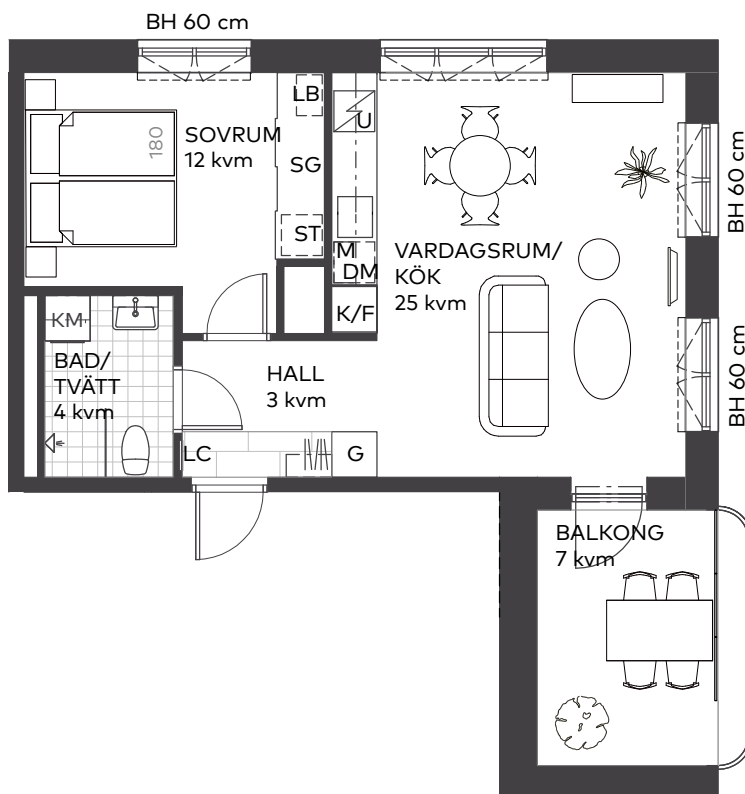 BH 60 cm
LB
U
180
SOVRUM
12 kvm
SG
BH 60 cm
ST
M
DM
VARDAGSRUM/
KÖK
25 kvm
K/F
KM
BAD/
TVÄTT
4 kvm
HALL
3 kvm
BH 60 cm
LC
G
BALKONG
7 kvm